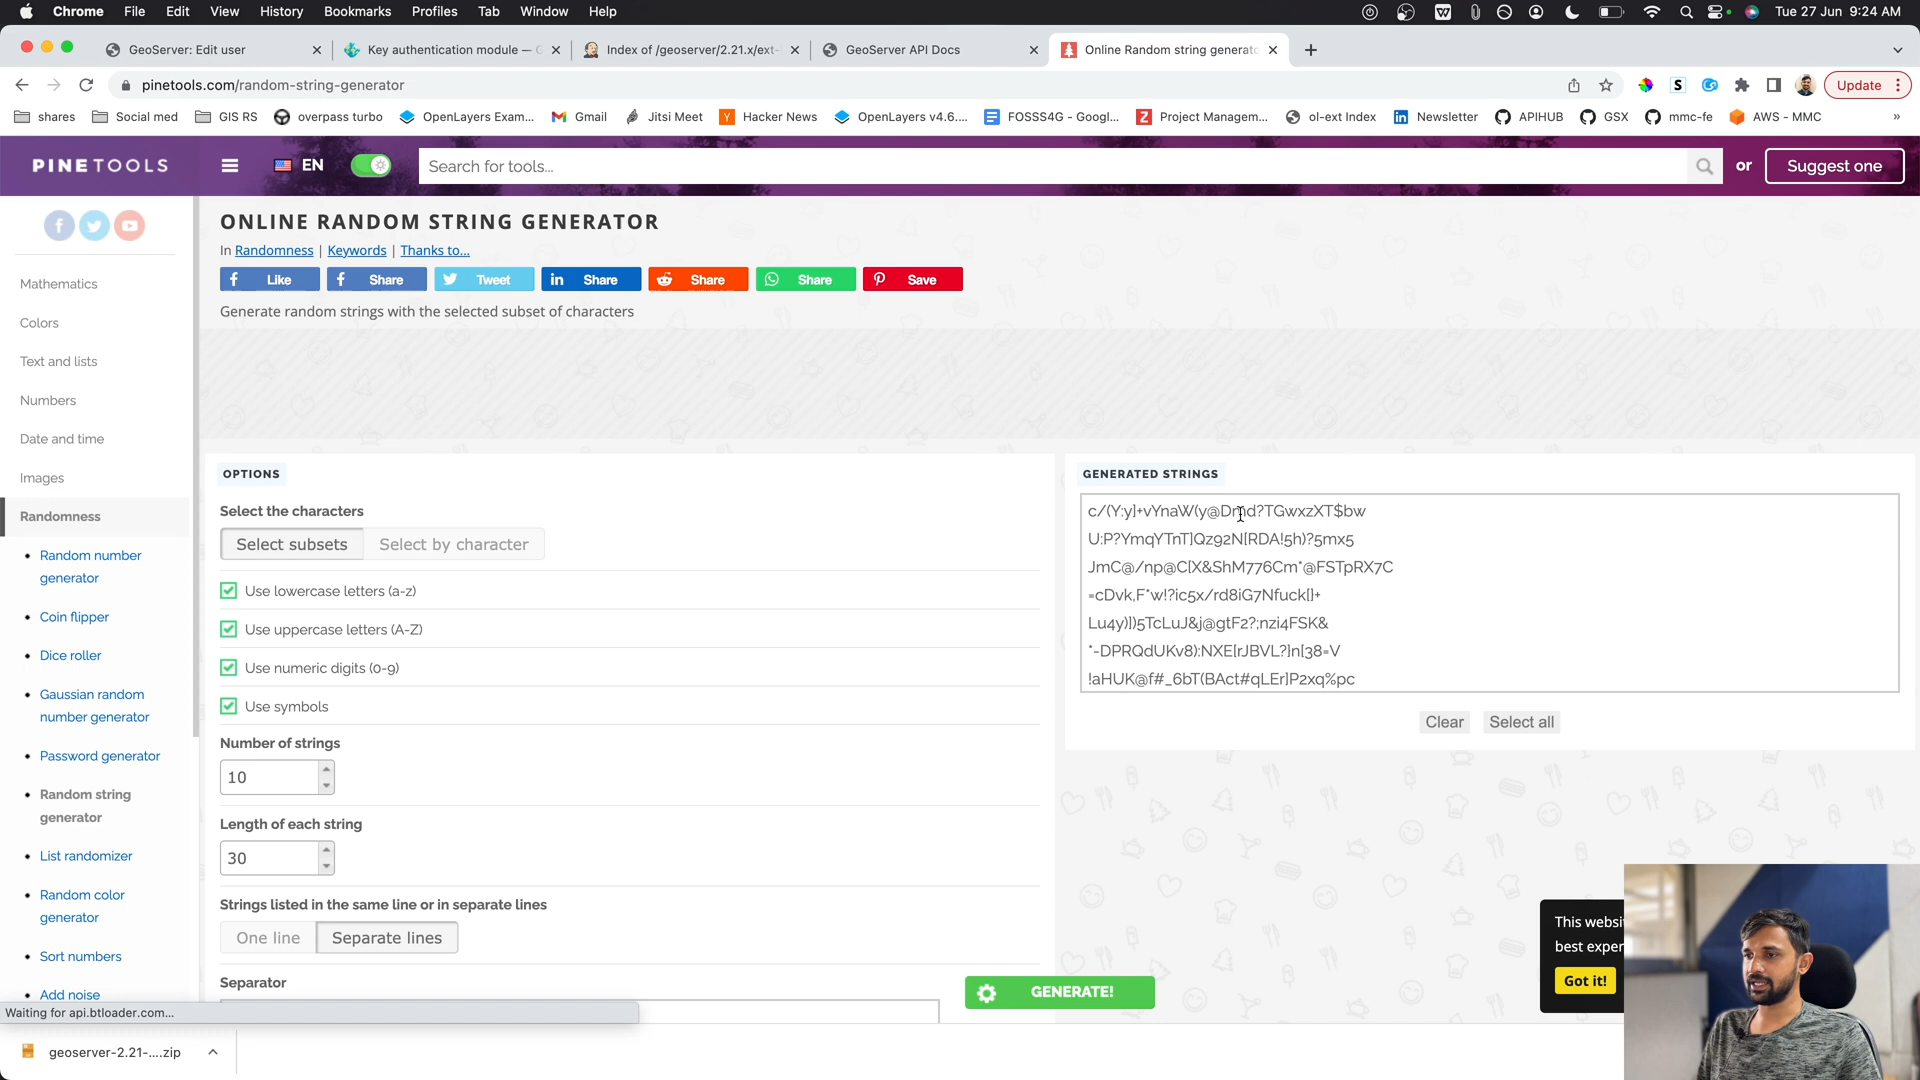 Chrome File Edit View History Bookmarks Profiles Tab Window Help Tue 27 Jun 9:24 AM
GeoServer: Edit user Key authentication module — G Index of /geoserver/2.21.x/ext- GeoServer API Docs Online Random string generato
pinetools.com/random-string-generator Update
shares Social med GIS RS overpass turbo OpenLayers Exam... Gmail Jitsi Meet Hacker News OpenLayers v4.6.... FOSSS4G - Googl... Project Managem... ol-ext Index Newsletter APIHUB GSX mmc-fe AWS - MMC »
PINETOOLS EN Search for tools... or Suggest one
ONLINE RANDOM STRING GENERATOR
In Randomness | Keywords | Thanks to...
Like Share Tweet Share Share Share Save
Generate random strings with the selected subset of characters
Mathematics
Colors
Text and lists
Numbers
Date and time
Images
Randomness
Random number
generator
Coin flipper
Dice roller
Gaussian random
number generator
Password generator
Random string
generator
List randomizer
Random color
generator
Sort numbers
Add noise
OPTIONS
Select the characters
Select subsets Select by character
Use lowercase letters (a-z)
Use uppercase letters (A-Z)
Use numeric digits (0-9)
Use symbols
Number of strings
10
Length of each string
30
Strings listed in the same line or in separate lines
One line Separate lines
Separator
GENERATE!
GENERATED STRINGS
U:P?YmqYTnT]Qz92N[RDA!5h)?5mx5
JmC@/np@C[X&ShM776Cm*@FSTpRX7C
=cDvk,F*w!?ic5x/rd8iG7Nfuck[}+
Lu4y)])5TcLuJ&j@gtF2?;nzi4FSK&
*-DPRQdUKv8):NXE[rJBVL?}n[38=V
!aHUK@f#_6bT(BAct#qLEr]P2xq%pc
Clear Select all
This websi
best exper
Got it!
Waiting for api.btloader.com...
geoserver-2.21-....zip